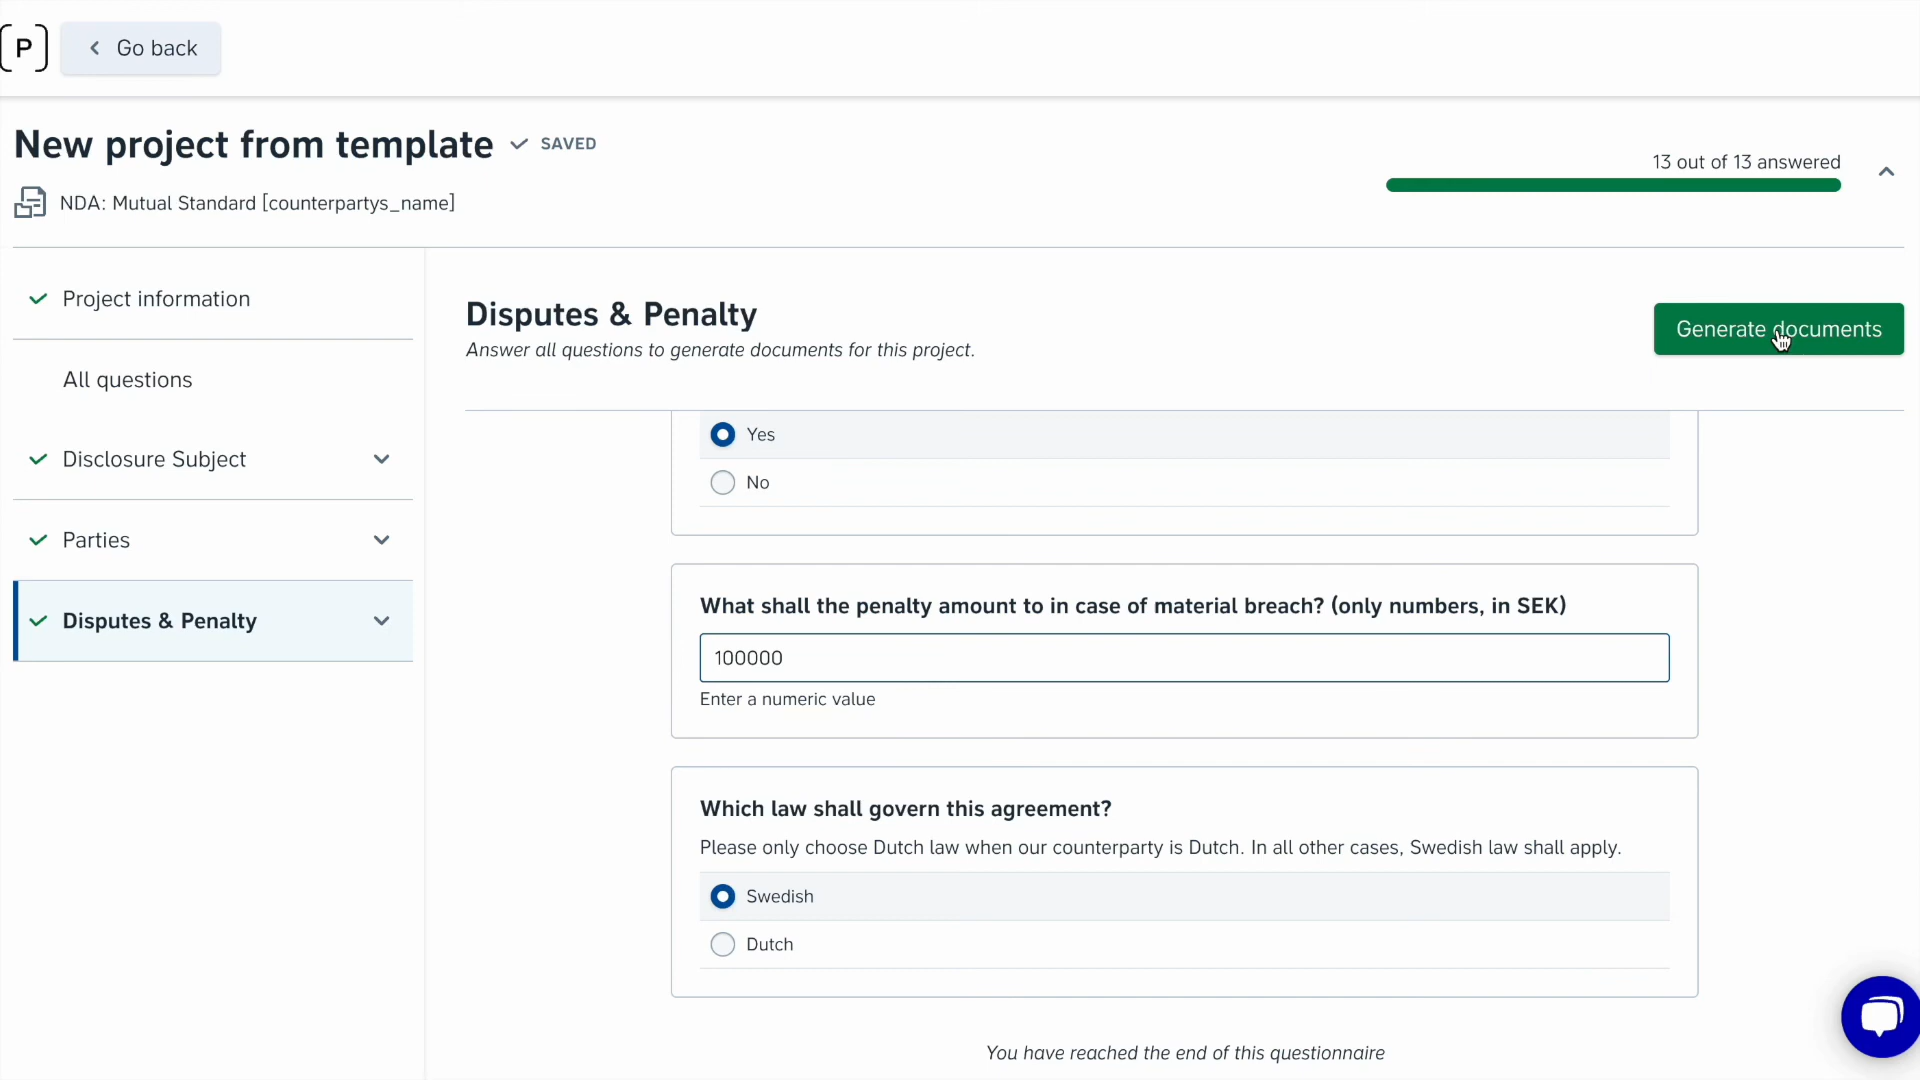 [P]
Go back
New project from template
SAVED
13 out of 13 answered
NDA: Mutual Standard [counterpartys_name]
Project information
All questions
Disclosure Subject
Parties
Disputes & Penalty
Disputes & Penalty
Answer all questions to generate documents for this project.
Generate documents
Yes
No
What shall the penalty amount to in case of material breach? (only numbers, in SEK)
100000
Enter a numeric value
Which law shall govern this agreement?
Please only choose Dutch law when our counterparty is Dutch. In all other cases, Swedish law shall apply.
Swedish
Dutch
You have reached the end of this questionnaire